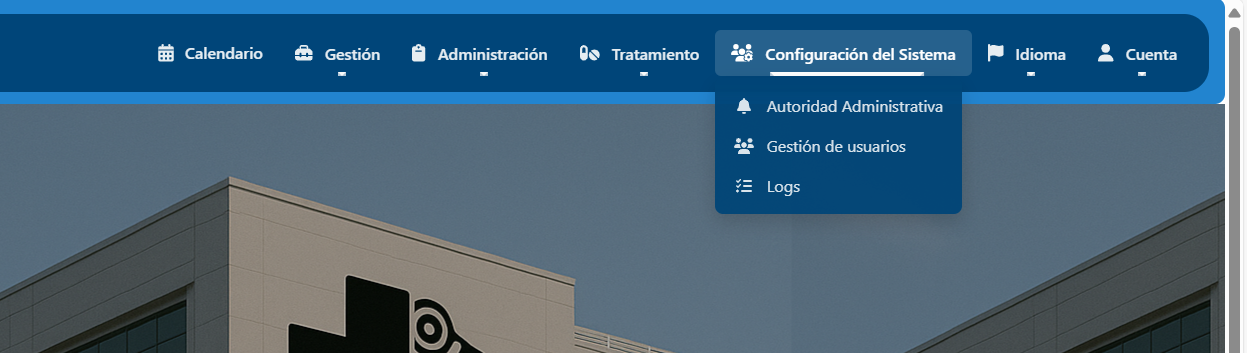 Calendario
Gestión
Administración
Tratamiento
Configuración del Sistema
Idioma
Cuenta
Autoridad Administrativa
Gestión de usuarios
Logs